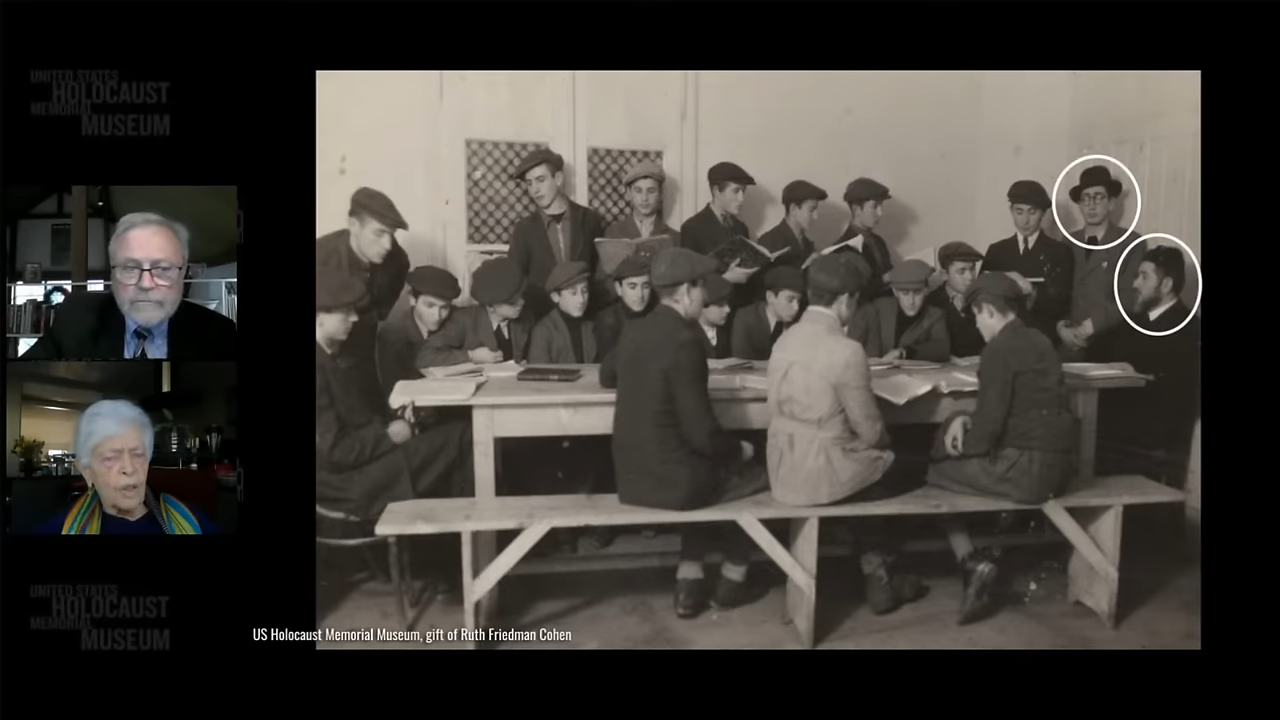 UNITED STATES
HOLOCAUST
MEMORIAL
MUSEUM
US Holocaust Memorial Museum, gift of Ruth Friedman Cohen
UNITED STATES
HOLOCAUST
MEMORIAL
MUSEUM